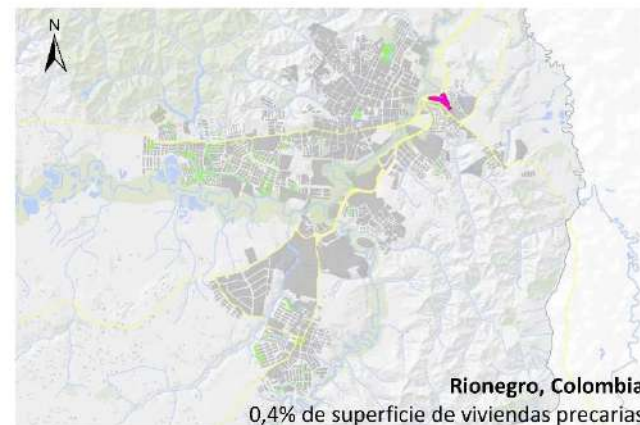 N
Rionegro, Colombia
0,4% de superficie de viviendas precarias